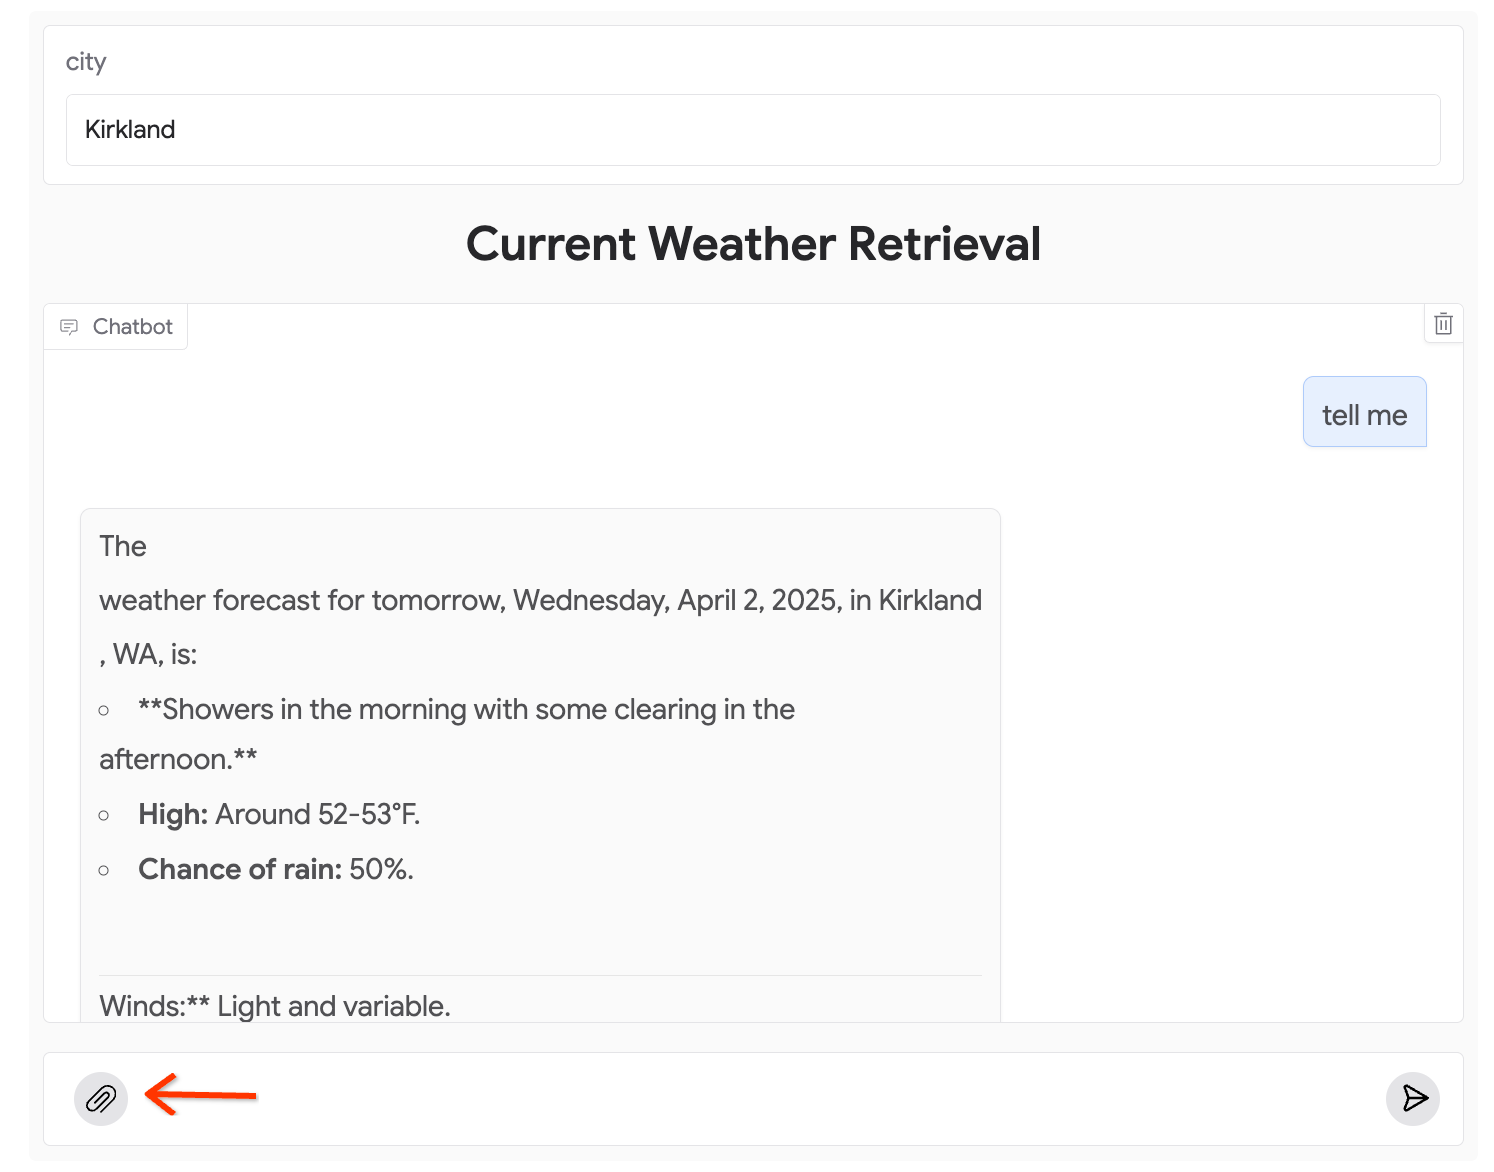 city
Kirkland
Current Weather Retrieval
Chatbot
tell me
The
weather forecast for tomorrow, Wednesday, April 2, 2025, in Kirkland
, WA, is:
**Showers in the morning with some clearing in the
afternoon.**
High: Around 52-53°F.
Chance of rain: 50%.
Winds:** Light and variable.